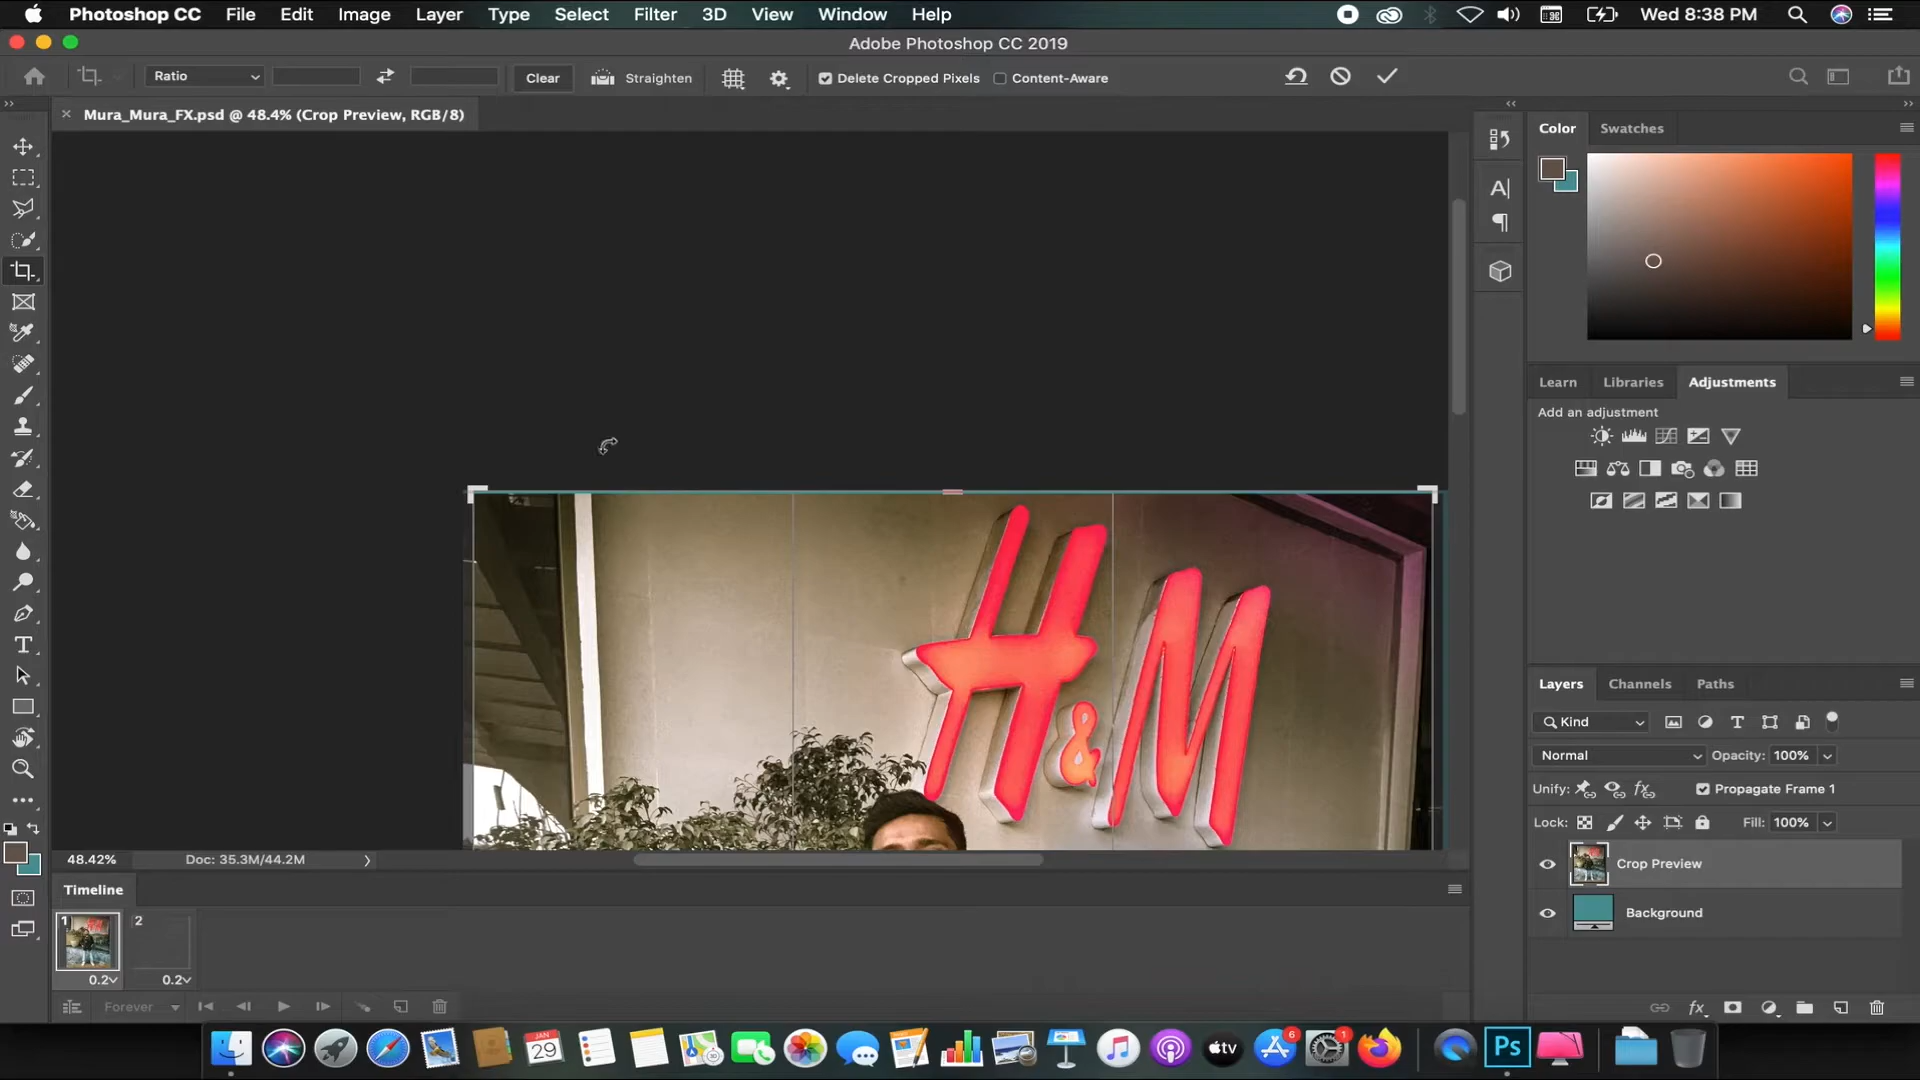 Photoshop CC File Edit Image Layer Type Select Filter 3D View Window Help Wed 8:38 PM
Adobe Photoshop CC 2019
Ratio Clear Straighten Delete Cropped Pixels Content-Aware
Mura_Mura_FX.psd @ 48.4% (Crop Preview, RGB/8)
Color Swatches
Learn Libraries Adjustments
Add an adjustment
H&M
Layers Channels Paths
Kind
Normal Opacity: 100%
Unify: Propagate Frame 1
Lock: Fill: 100%
Crop Preview
Background
48.42% Doc: 35.3M/44.2M
Timeline
1 2
0.2 0.2
Forever
JAN
29
tv
6
1
Ps